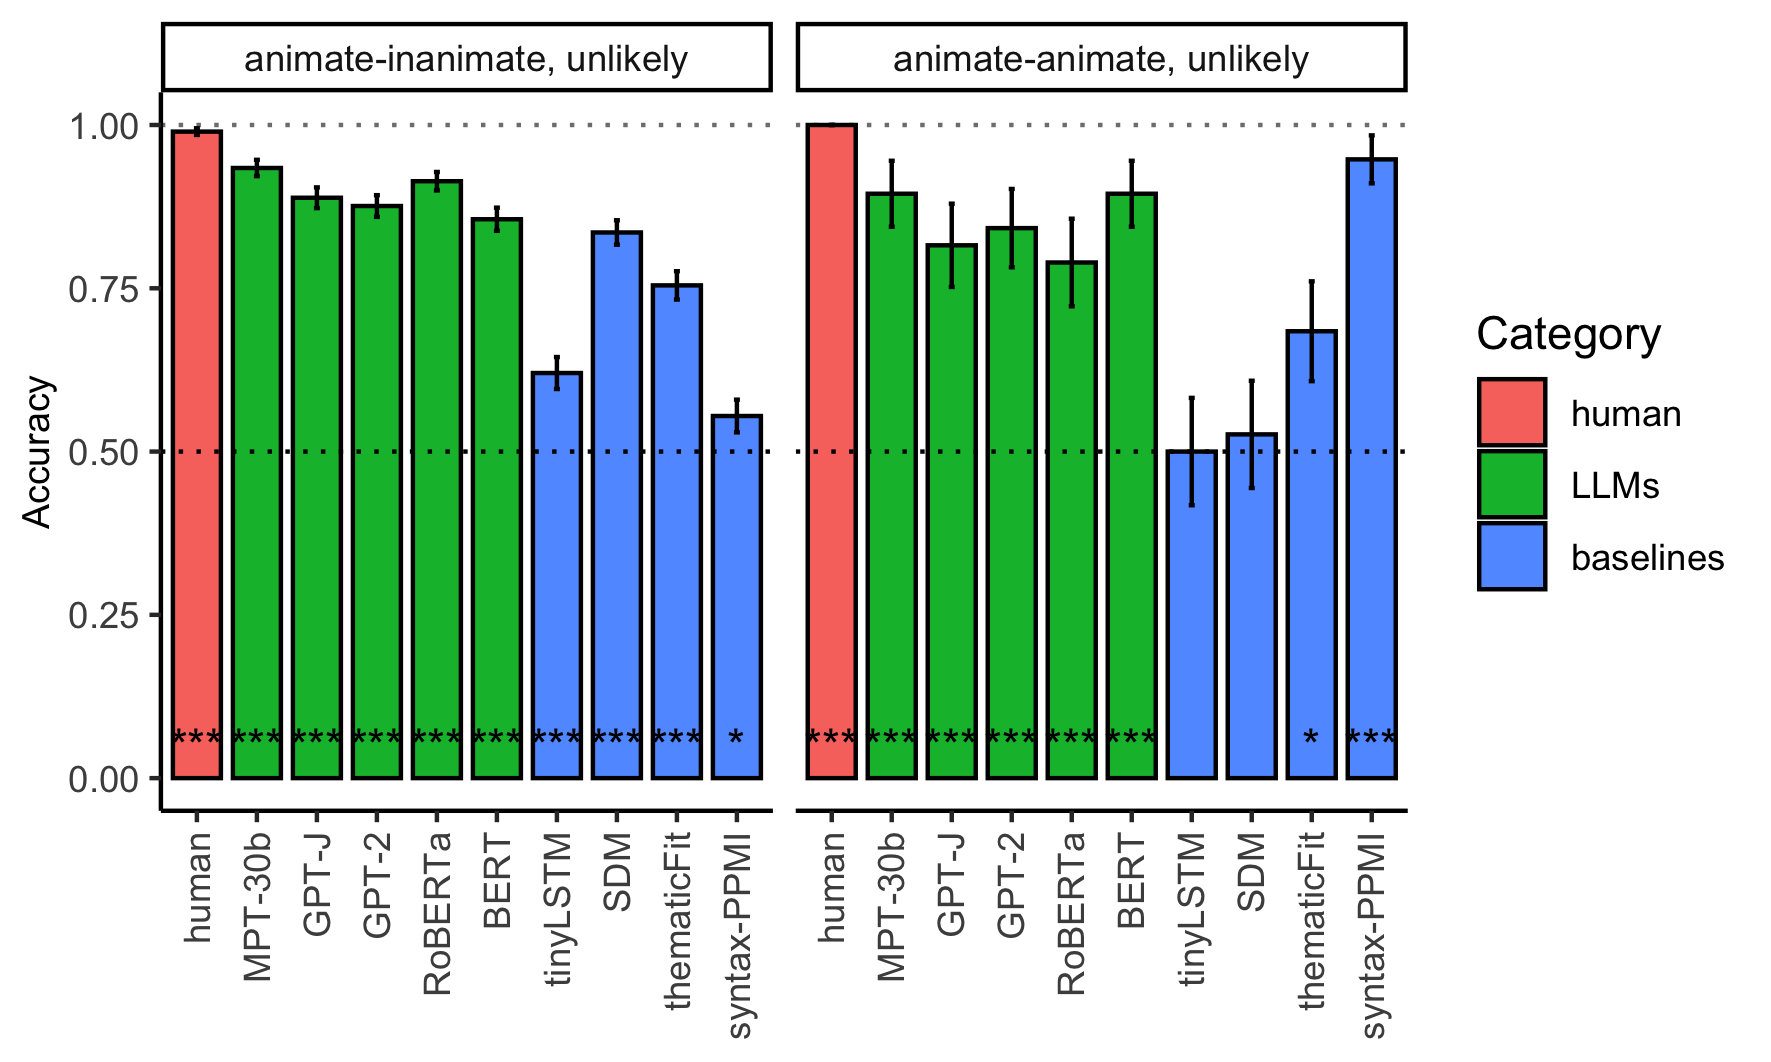 animate-inanimate, unlikely
animate-animate, unlikely
Accuracy
1.00
0.75
0.50
0.25
0.00
*** *** *** *** *** *** *** *** *** *
*** *** *** *** *** *** * ***
human MPT-30b GPT-J GPT-2 RoBERTa BERT tinyLSTM SDM thematicFit syntax-PPMI
human MPT-30b GPT-J GPT-2 RoBERTa BERT tinyLSTM SDM thematicFit syntax-PPMI
Category
human
LLMs
baselines